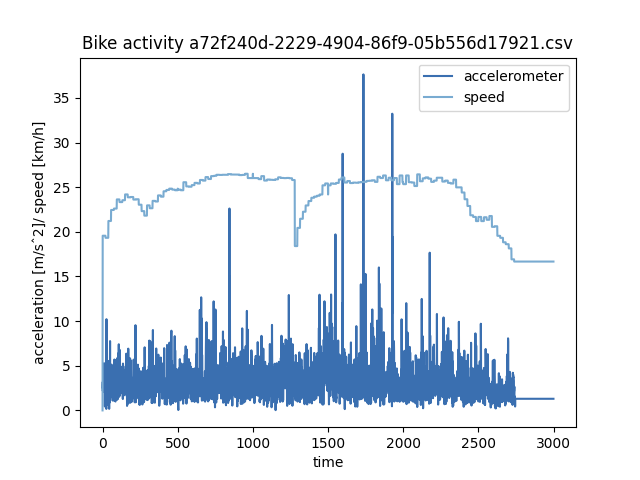 Bike activity a72f240d-2229-4904-86f9-05b556d17921.csv
accelerometer
speed
acceleration [m/s^2]/ speed [km/h]
35
30
25
20
15
10
5
0
0 500 1000 1500 2000 2500 3000
time